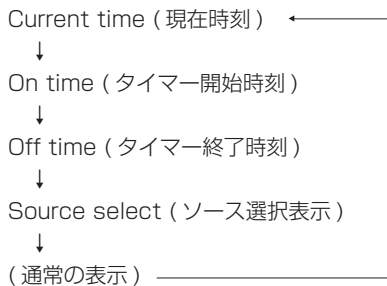 Current time ( 現在時刻 )
On time ( タイマー開始時刻 )
Off time ( タイマー終了時刻 )
Source select ( ソース選択表示 )
( 通常の表示 )